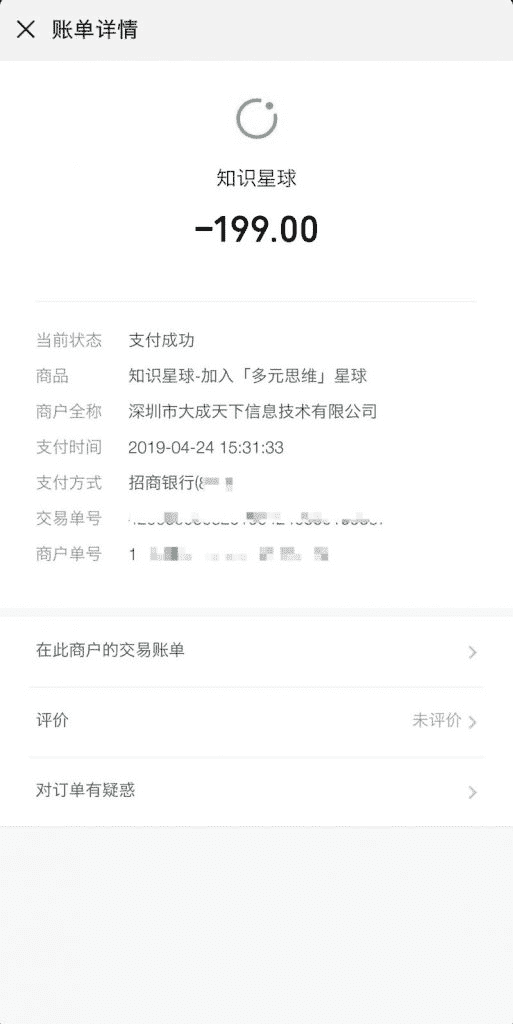 账单详情
知识星球
-199.00
当前状态 支付成功
商品 知识星球-加入「多元思维」星球
商户全称 深圳市大成天下信息技术有限公司
支付时间 2019-04-24 15:31:33
支付方式 招商银行(
交易单号
商户单号 1
在此商户的交易账单
评价 未评价
对订单有疑惑